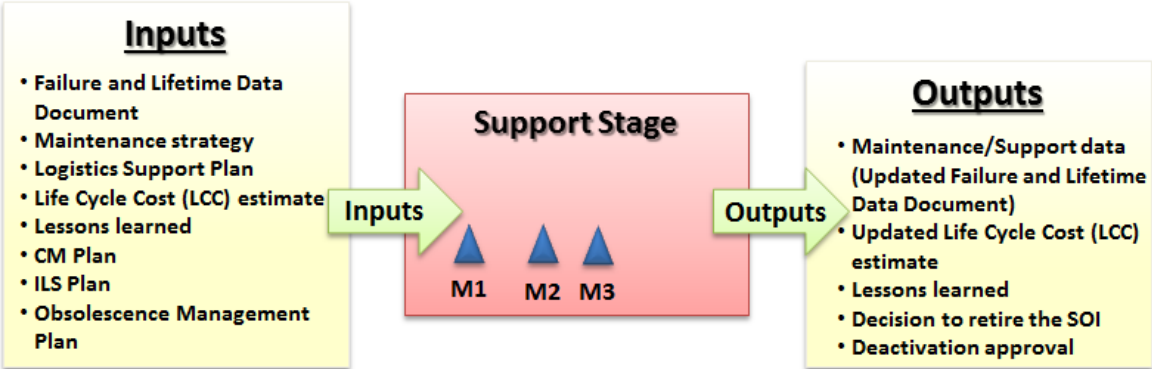 Inputs
• Failure and Lifetime Data
Document
• Maintenance strategy
• Logistics Support Plan
• Life Cycle Cost (LCC) estimate
• Lessons learned
• CM Plan
• ILS Plan
• Obsolescence Management
Plan
Inputs
Support Stage
M1
M2
M3
Outputs
Outputs
• Maintenance/Support data
(Updated Failure and Lifetime
Data Document)
• Updated Life Cycle Cost (LCC)
estimate
• Lessons learned
• Decision to retire the SOI
• Deactivation approval